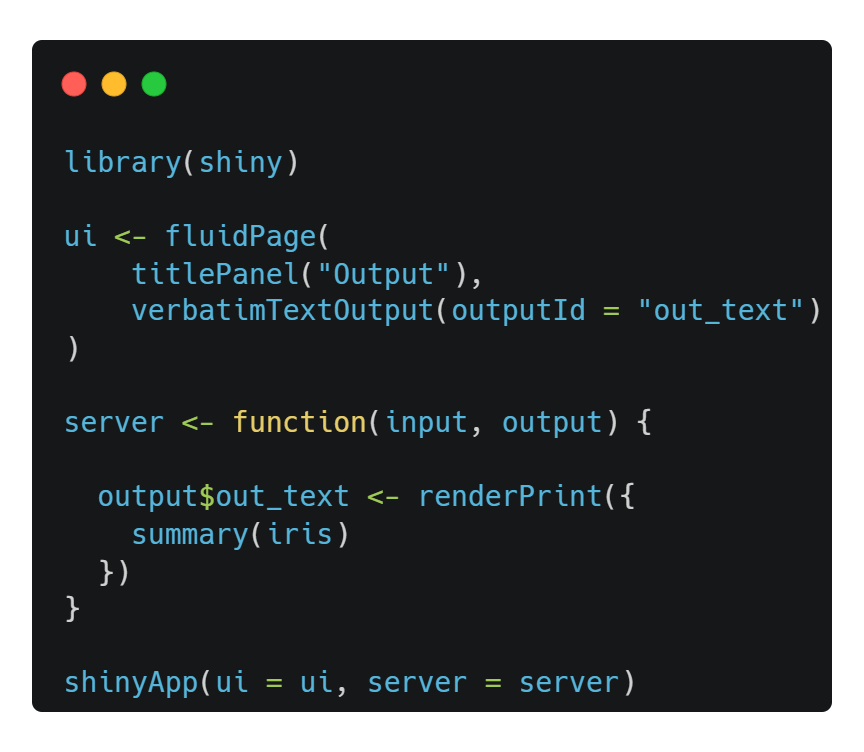 library(shiny)
ui <- fluidPage(
    titlePanel("Output"),
    verbatimTextOutput(outputId = "out_text")
)
server <- function(input, output) {
  output$out_text <- renderPrint({
    summary(iris)
  })
}
shinyApp(ui = ui, server = server)